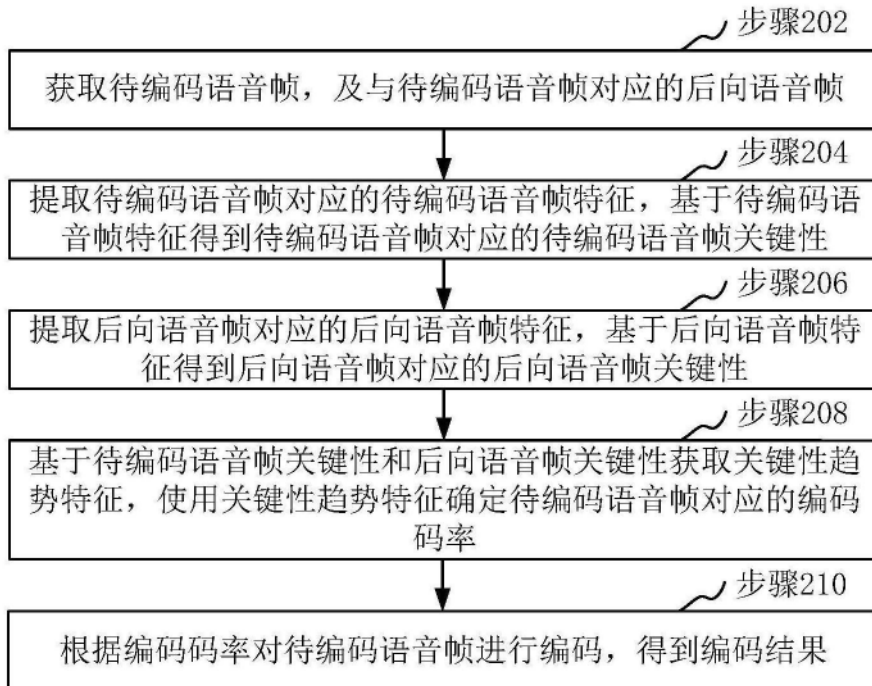 步骤202
获取待编码语音帧，及与待编码语音帧对应的后向语音帧
步骤204
提取待编码语音帧对应的待编码语音帧特征，基于待编码语
音帧特征得到待编码语音帧对应的待编码语音帧关键性
步骤206
提取后向语音帧对应的后向语音帧特征，基于后向语音帧特
征得到后向语音帧对应的后向语音帧关键性
步骤208
基于待编码语音帧关键性和后向语音帧关键性获取关键性趋
势特征，使用关键性趋势特征确定待编码语音帧对应的编码
码率
步骤210
根据编码码率对待编码语音帧进行编码，得到编码结果